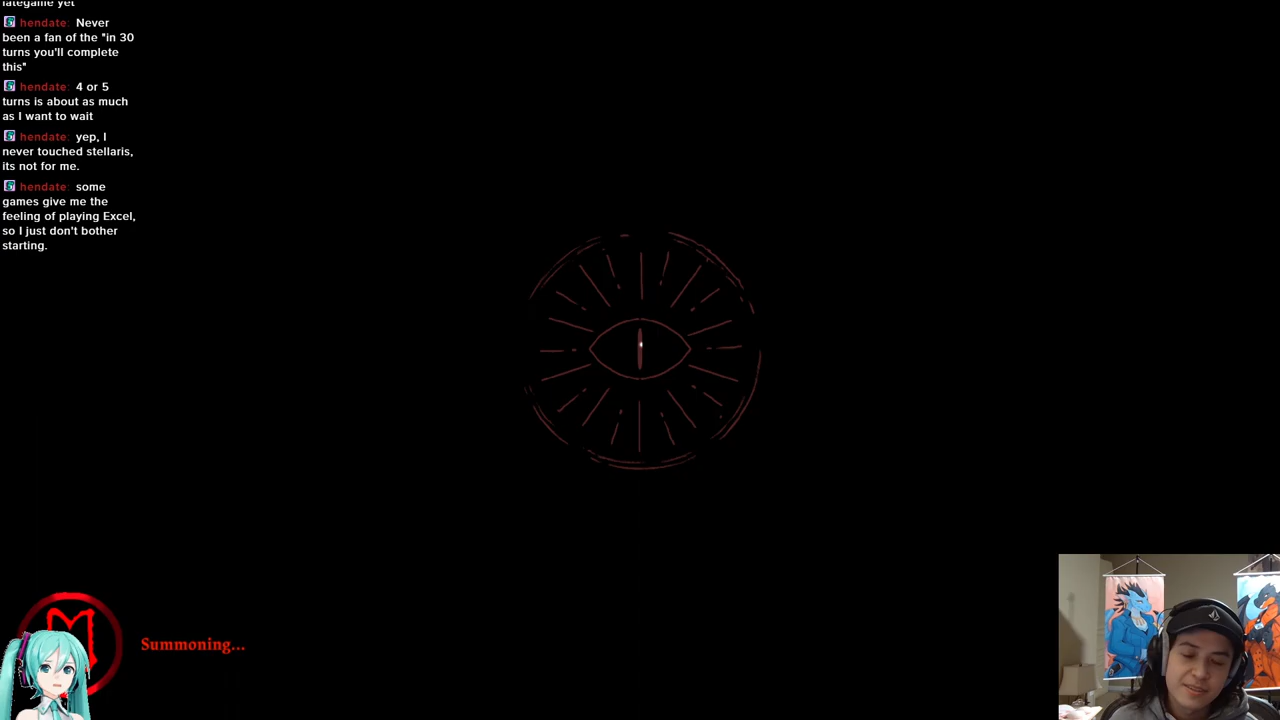 lategame yet
hendate: Never
been a fan of the "in 30
turns you'll complete
this"
hendate: 4 or 5
turns is about as much
as I want to wait
hendate: yep, I
never touched stellaris,
its not for me.
hendate: some
games give me the
feeling of playing Excel,
so I just don't bother
starting.
M
Summoning...